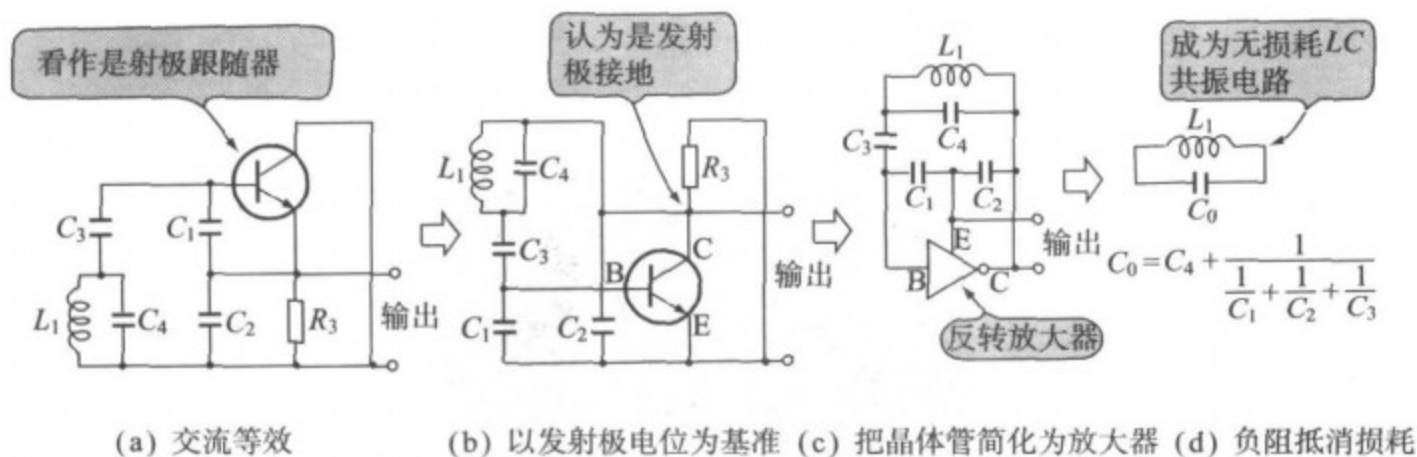 看作是射极跟随器
C₃
C₁
L₁
C₄
C₂
R₃
输出
(a) 交流等效
认为是发射
极接地
L₁
C₄
R₃
C₃
B
C
C₁
C₂
E
输出
(b) 以发射极电位为基准
L₁
C₃
C₄
C₁
C₂
E
输出
B
C
反转放大器
(c) 把晶体管简化为放大器
成为无损耗LC
共振电路
L₁
C₀
C₀=C₄+1/(1/C₁+1/C₂+1/C₃)
(d) 负阻抵消损耗